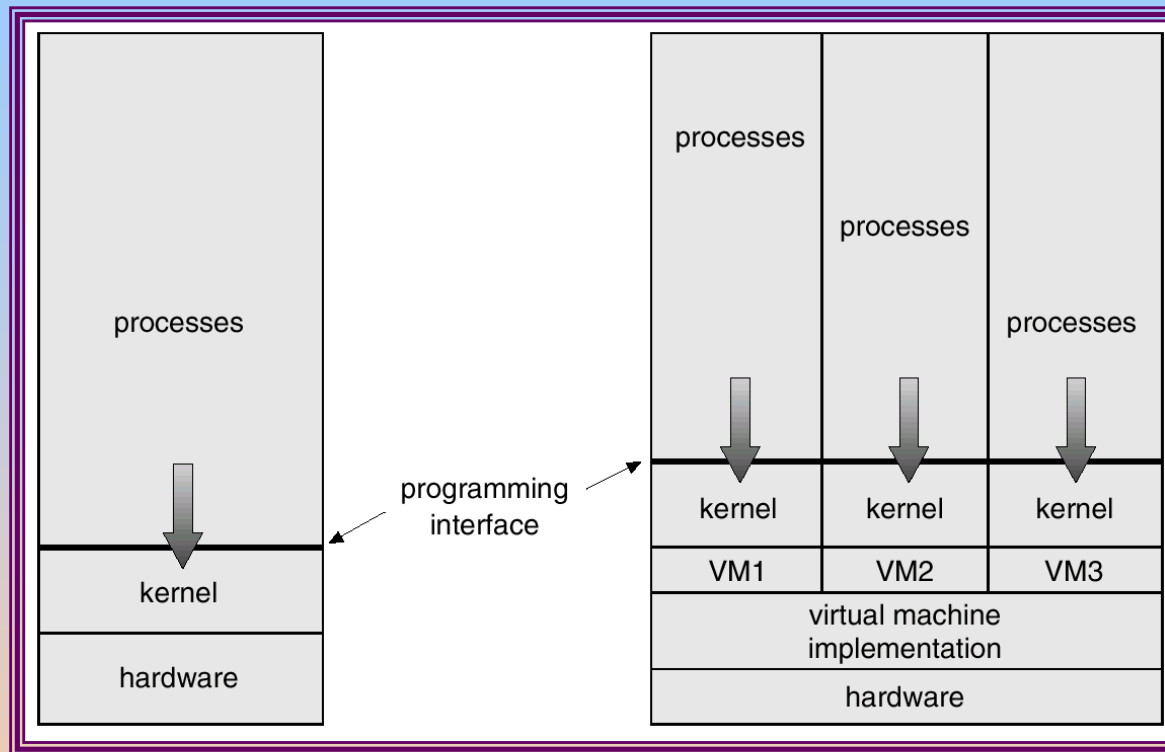 processes
kernel
hardware
programming
interface
processes
processes
processes
kernel
kernel
kernel
VM1
VM2
VM3
virtual machine
implementation
hardware